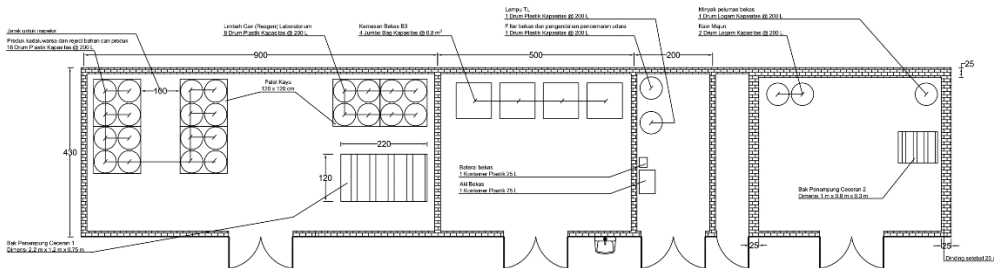 Jarak untuk inspeksi
Produk kadaluwarsa dan reject bahan dan produk
16 Drum Plastik Kapasitas @ 200 L
Limbah Cair (Reagen) Laboratorium
8 Drum Plastik Kapasitas @ 200 L
Kemasan Bekas B3
4 Jumbo Bag Kapasitas @ 0,8 m³
Lampu TL
1 Drum Plastik Kapasitas @ 200 L
Filter bekas dan pengendalian pencemaran udara
1 Drum Plastik Kapasitas @ 200 L
Minyak pelumas bekas
1 Drum Logam Kapasitas @ 200 L
Kain Majun
2 Drum Logam Kapasitas @ 200 L
900
500
200
25
160
Palet Kayu
120 x 120 cm
430
220
120
Baterai bekas
1 Kontainer Plastik 25 L
Aki Bekas
1 Kontainer Plastik 75 L
Bak Penampung Ceceran 2
Dimensi 1 m x 0.8 m x 0.3 m
Bak Penampung Ceceran 1
Dimensi 2.2 m x 1.2 m x 0.75 m
25
25
Dinding setebal 25